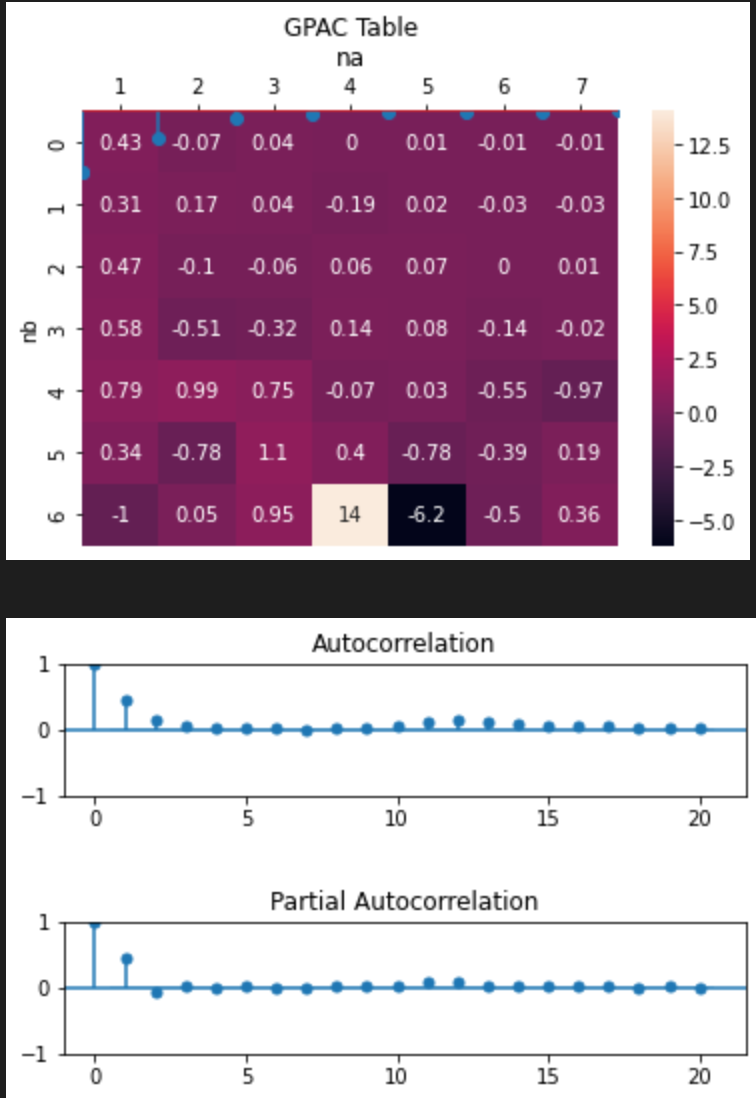 GPAC Table
na
1 2 3 4 5 6 7
0 0.43 -0.07 0.04 0 0.01 -0.01 -0.01 12.5
1 0.31 0.17 0.04 -0.19 0.02 -0.03 -0.03 10.0
2 0.47 -0.1 -0.06 0.06 0.07 0 0.01 7.5
nb 3 0.58 -0.51 -0.32 0.14 0.08 -0.14 -0.02 5.0
2.5
4 0.79 0.99 0.75 -0.07 0.03 -0.55 -0.97 0.0
5 0.34 -0.78 1.1 0.4 -0.78 -0.39 0.19 −2.5
6 -1 0.05 0.95 14 -6.2 -0.5 0.36 −5.0
Autocorrelation
1
0
−1
0 5 10 15 20
Partial Autocorrelation
1
0
−1
0 5 10 15 20